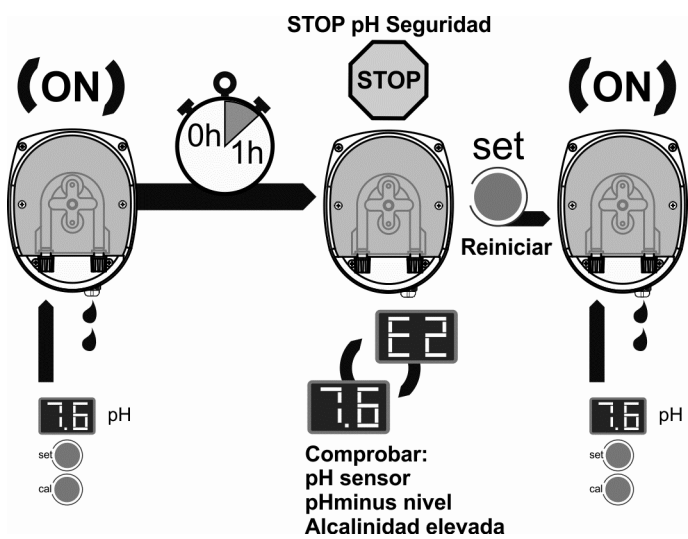 STOP pH Seguridad
(ON)
STOP
(ON)
0h
1h
set
Reiniciar
E2
7.6 pH
7.6
7.6 pH
set
cal
set
cal
Comprobar:
pH sensor
pHminus nivel
Alcalinidad elevada